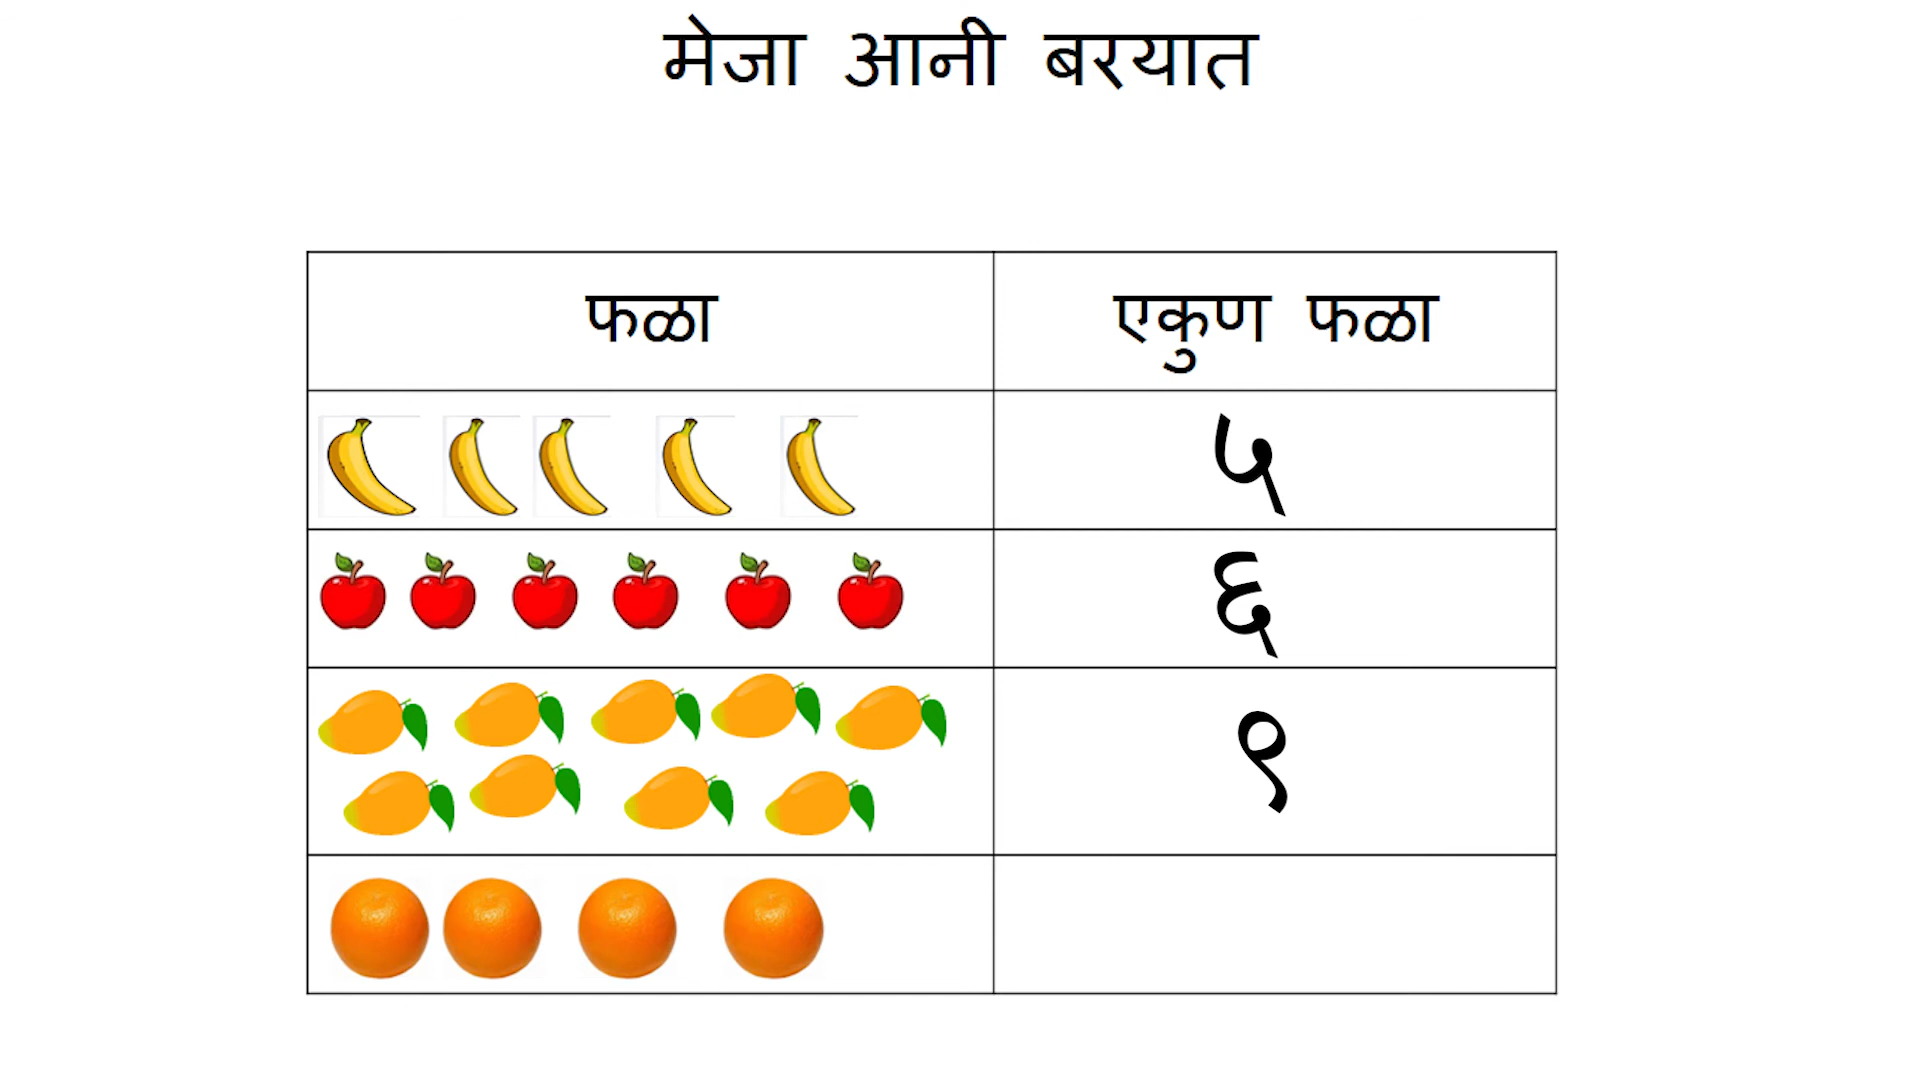 मेजा आनी बरयात
फळा एकुण फळा
५
६
९